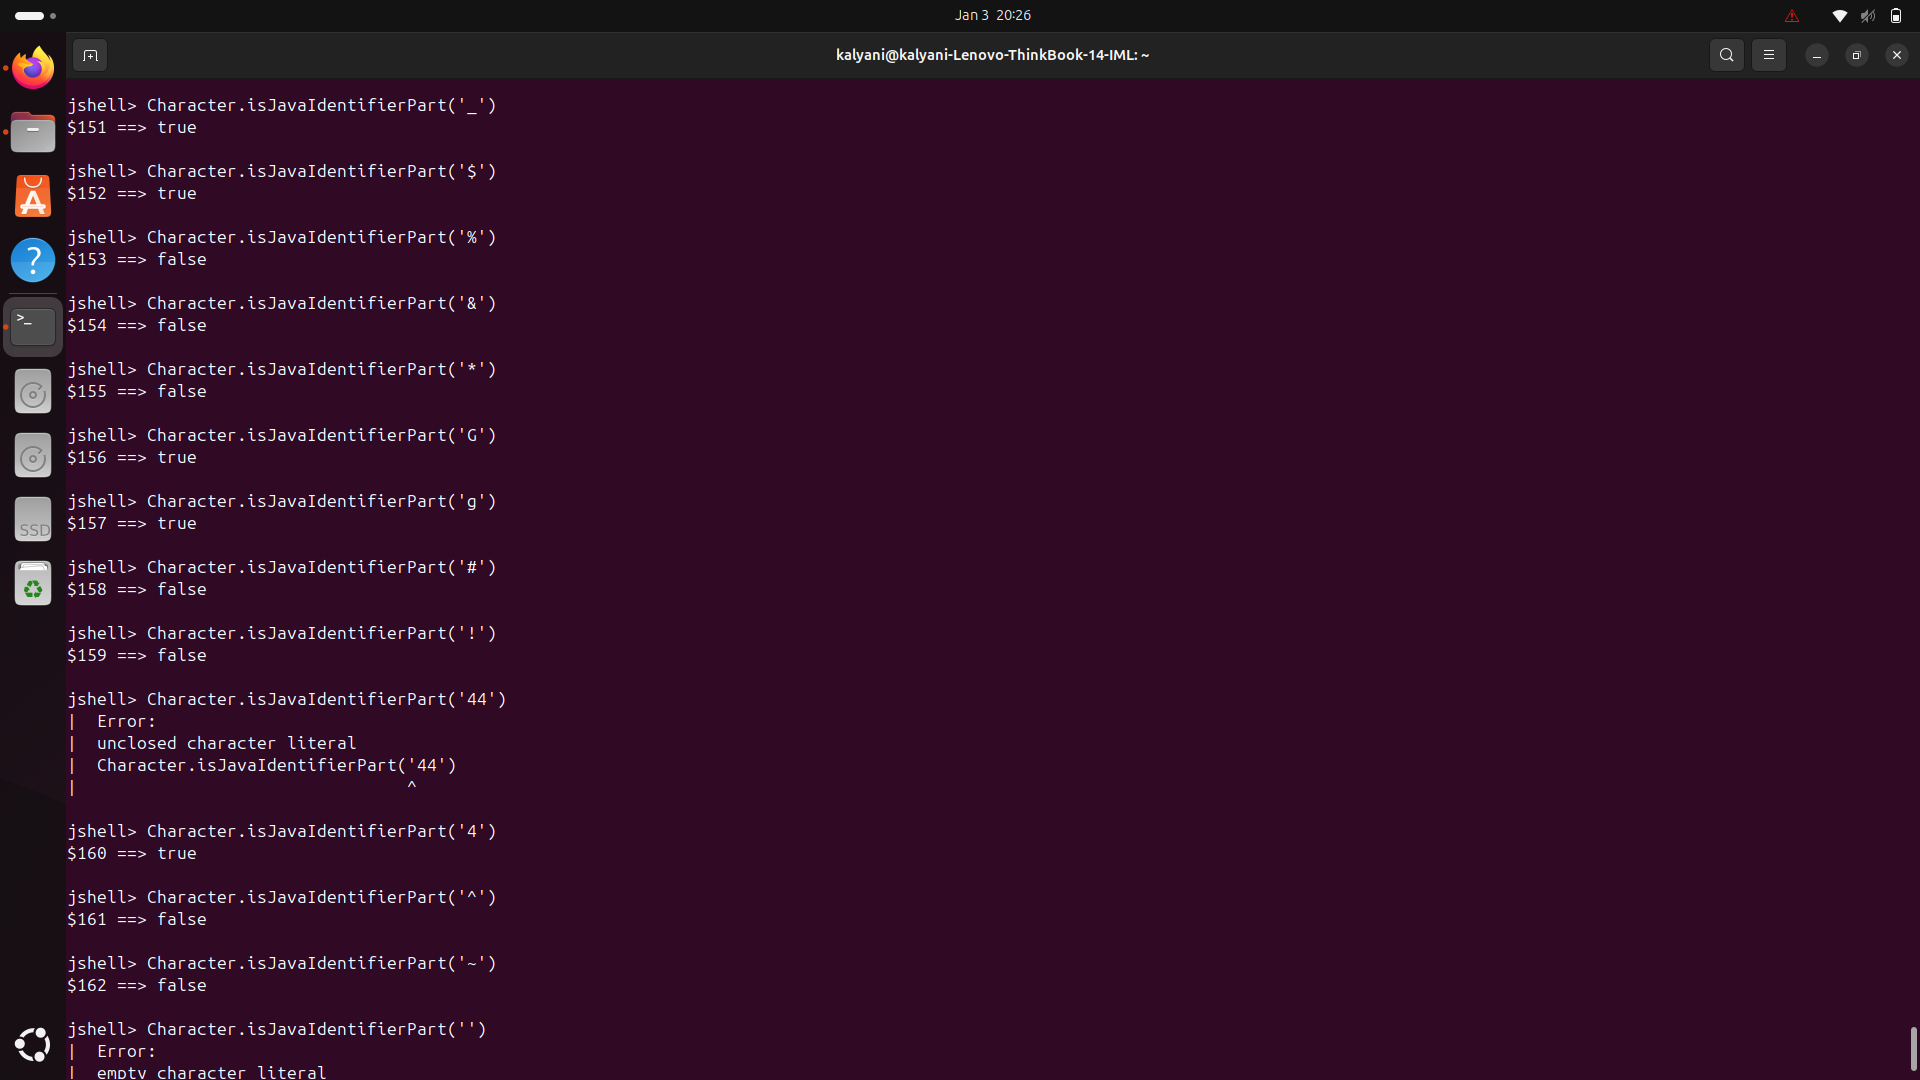 Jan 3 20:26
kalyani@kalyani-Lenovo-ThinkBook-14-IML: ~
jshell> Character.isJavaIdentifierPart('_')
$151 ==> true
jshell> Character.isJavaIdentifierPart('$')
$152 ==> true
jshell> Character.isJavaIdentifierPart('%')
$153 ==> false
jshell> Character.isJavaIdentifierPart('&')
$154 ==> false
jshell> Character.isJavaIdentifierPart('*')
$155 ==> false
jshell> Character.isJavaIdentifierPart('G')
$156 ==> true
jshell> Character.isJavaIdentifierPart('g')
$157 ==> true
jshell> Character.isJavaIdentifierPart('#')
$158 ==> false
jshell> Character.isJavaIdentifierPart('!')
$159 ==> false
jshell> Character.isJavaIdentifierPart('44')
|  Error:
|  unclosed character literal
|  Character.isJavaIdentifierPart('44')
|                                 ^
jshell> Character.isJavaIdentifierPart('4')
$160 ==> true
jshell> Character.isJavaIdentifierPart('^')
$161 ==> false
jshell> Character.isJavaIdentifierPart('~')
$162 ==> false
jshell> Character.isJavaIdentifierPart('')
|  Error:
|  empty character literal
SSD